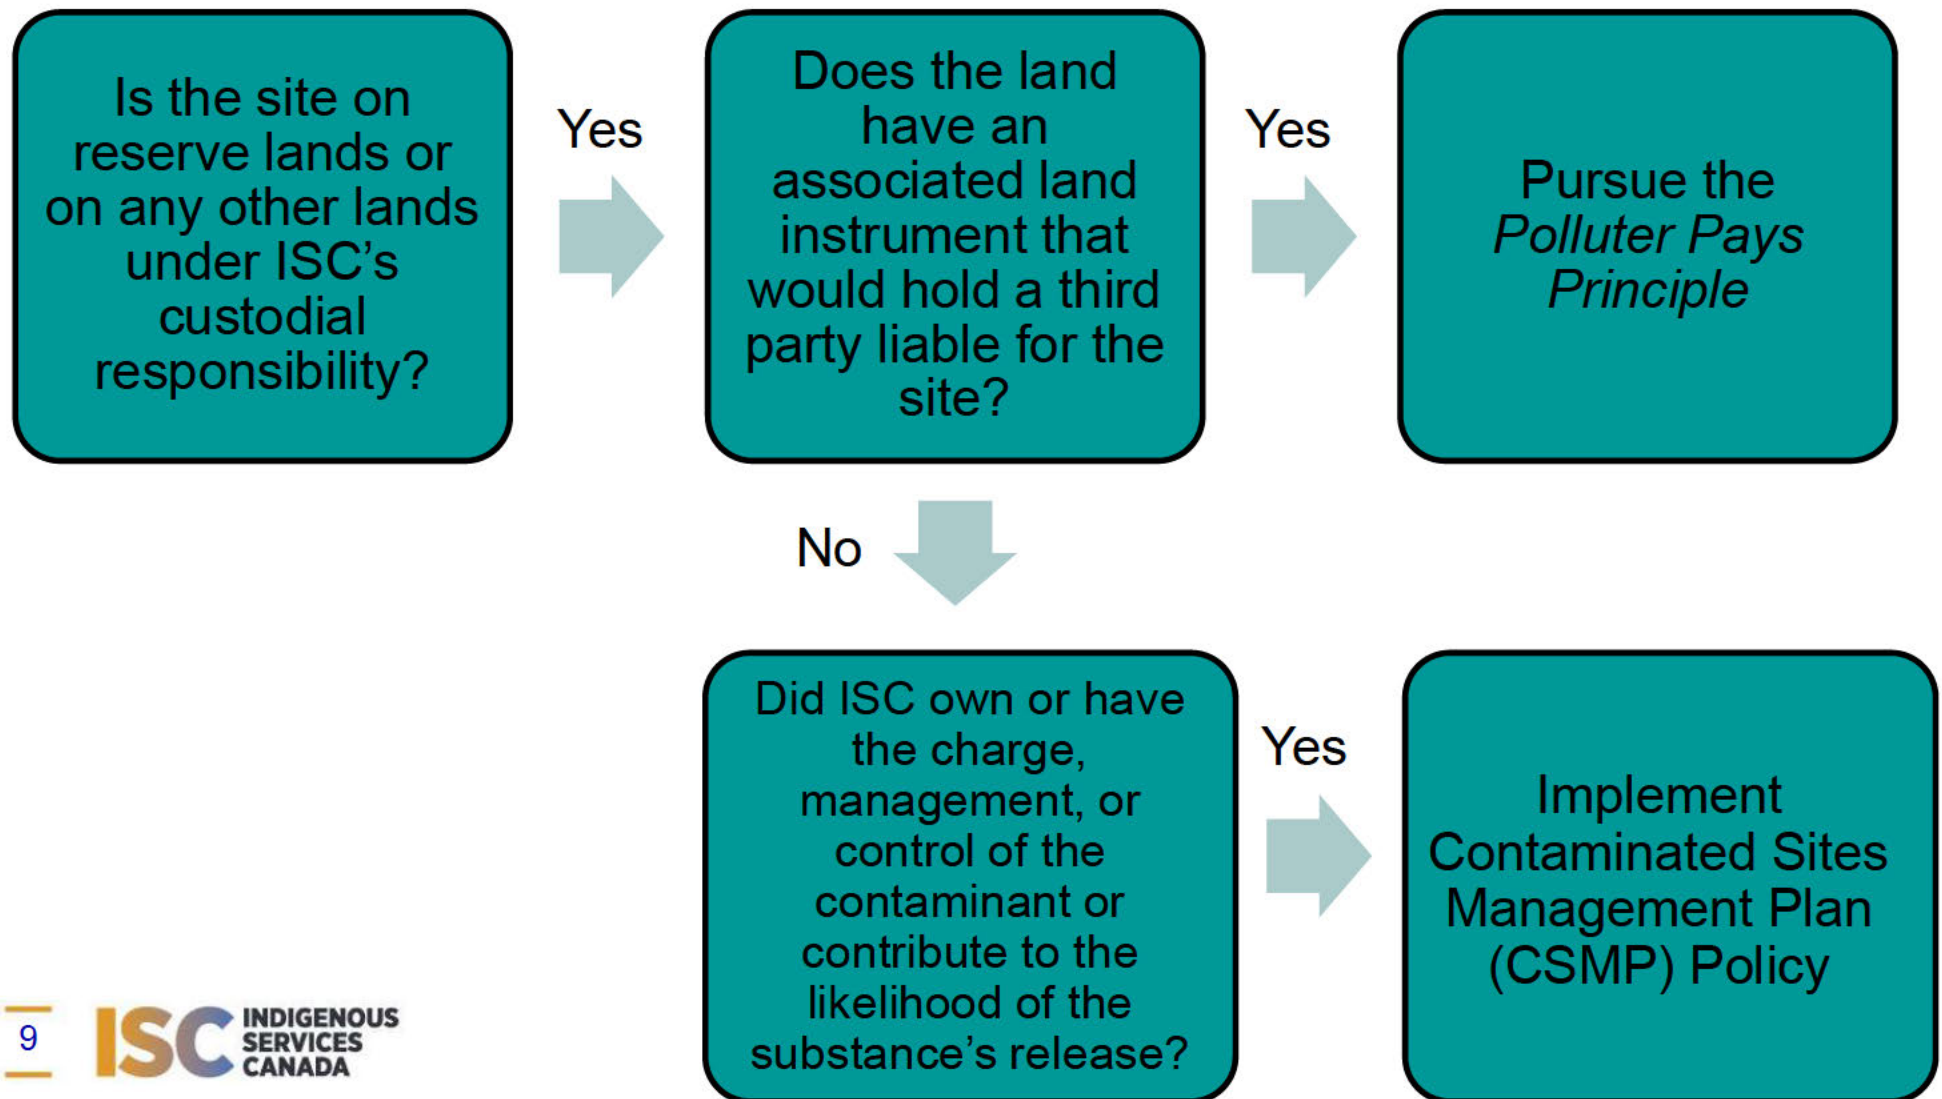 Is the site on
reserve lands or
on any other lands
under ISC’s
custodial
responsibility?
Yes
Does the land
have an
associated land
instrument that
would hold a third
party liable for the
site?
Yes
Pursue the
Polluter Pays
Principle
No
Did ISC own or have
the charge,
management, or
control of the
contaminant or
contribute to the
likelihood of the
substance’s release?
Yes
Implement
Contaminated Sites
Management Plan
(CSMP) Policy
9
ISC
INDIGENOUS
SERVICES
CANADA